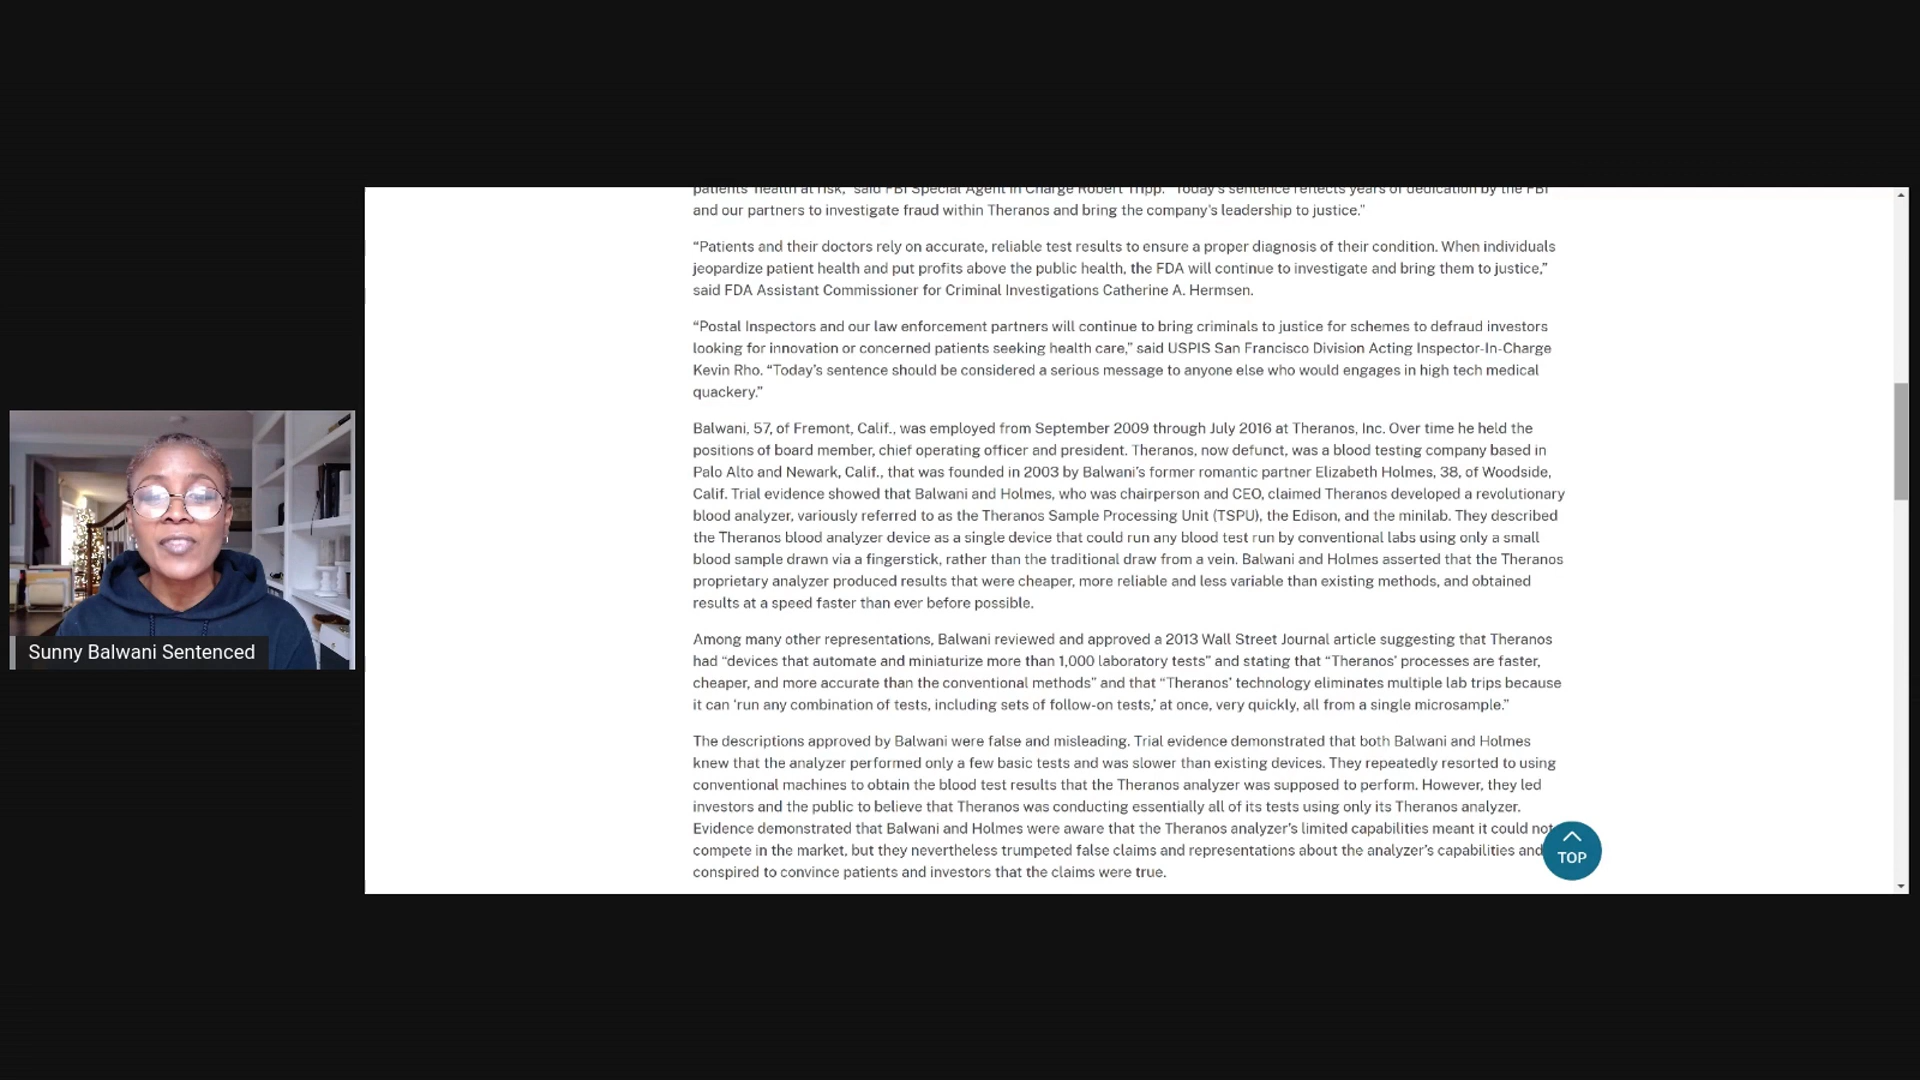 patients' health at risk,” said FBI Special Agent in Charge Robert Tripp. “Today's sentence reflects years of dedication by the FBI
and our partners to investigate fraud within Theranos and bring the company's leadership to justice.”
“Patients and their doctors rely on accurate, reliable test results to ensure a proper diagnosis of their condition. When individuals
jeopardize patient health and put profits above the public health, the FDA will continue to investigate and bring them to justice,”
said FDA Assistant Commissioner for Criminal Investigations Catherine A. Hermsen.
“Postal Inspectors and our law enforcement partners will continue to bring criminals to justice for schemes to defraud investors
looking for innovation or concerned patients seeking health care,” said USPIS San Francisco Division Acting Inspector-In-Charge
Kevin Rho. “Today's sentence should be considered a serious message to anyone else who would engages in high tech medical
quackery.”
Balwani, 57, of Fremont, Calif., was employed from September 2009 through July 2016 at Theranos, Inc. Over time he held the
positions of board member, chief operating officer and president. Theranos, now defunct, was a blood testing company based in
Palo Alto and Newark, Calif., that was founded in 2003 by Balwani's former romantic partner Elizabeth Holmes, 38, of Woodside,
Calif. Trial evidence showed that Balwani and Holmes, who was chairperson and CEO, claimed Theranos developed a revolutionary
blood analyzer, variously referred to as the Theranos Sample Processing Unit (TSPU), the Edison, and the minilab. They described
the Theranos blood analyzer device as a single device that could run any blood test run by conventional labs using only a small
blood sample drawn via a fingerstick, rather than the traditional draw from a vein. Balwani and Holmes asserted that the Theranos
proprietary analyzer produced results that were cheaper, more reliable and less variable than existing methods, and obtained
results at a speed faster than ever before possible.
Among many other representations, Balwani reviewed and approved a 2013 Wall Street Journal article suggesting that Theranos
had “devices that automate and miniaturize more than 1,000 laboratory tests” and stating that “Theranos' processes are faster,
cheaper, and more accurate than the conventional methods” and that “Theranos' technology eliminates multiple lab trips because
it can ‘run any combination of tests, including sets of follow-on tests,’ at once, very quickly, all from a single microsample.”
The descriptions approved by Balwani were false and misleading. Trial evidence demonstrated that both Balwani and Holmes
knew that the analyzer performed only a few basic tests and was slower than existing devices. They repeatedly resorted to using
conventional machines to obtain the blood test results that the Theranos analyzer was supposed to perform. However, they led
investors and the public to believe that Theranos was conducting essentially all of its tests using only its Theranos analyzer.
Evidence demonstrated that Balwani and Holmes were aware that the Theranos analyzer's limited capabilities meant it could not
compete in the market, but they nevertheless trumpeted false claims and representations about the analyzer's capabilities and
conspired to convince patients and investors that the claims were true.
TOP
Sunny Balwani Sentenced